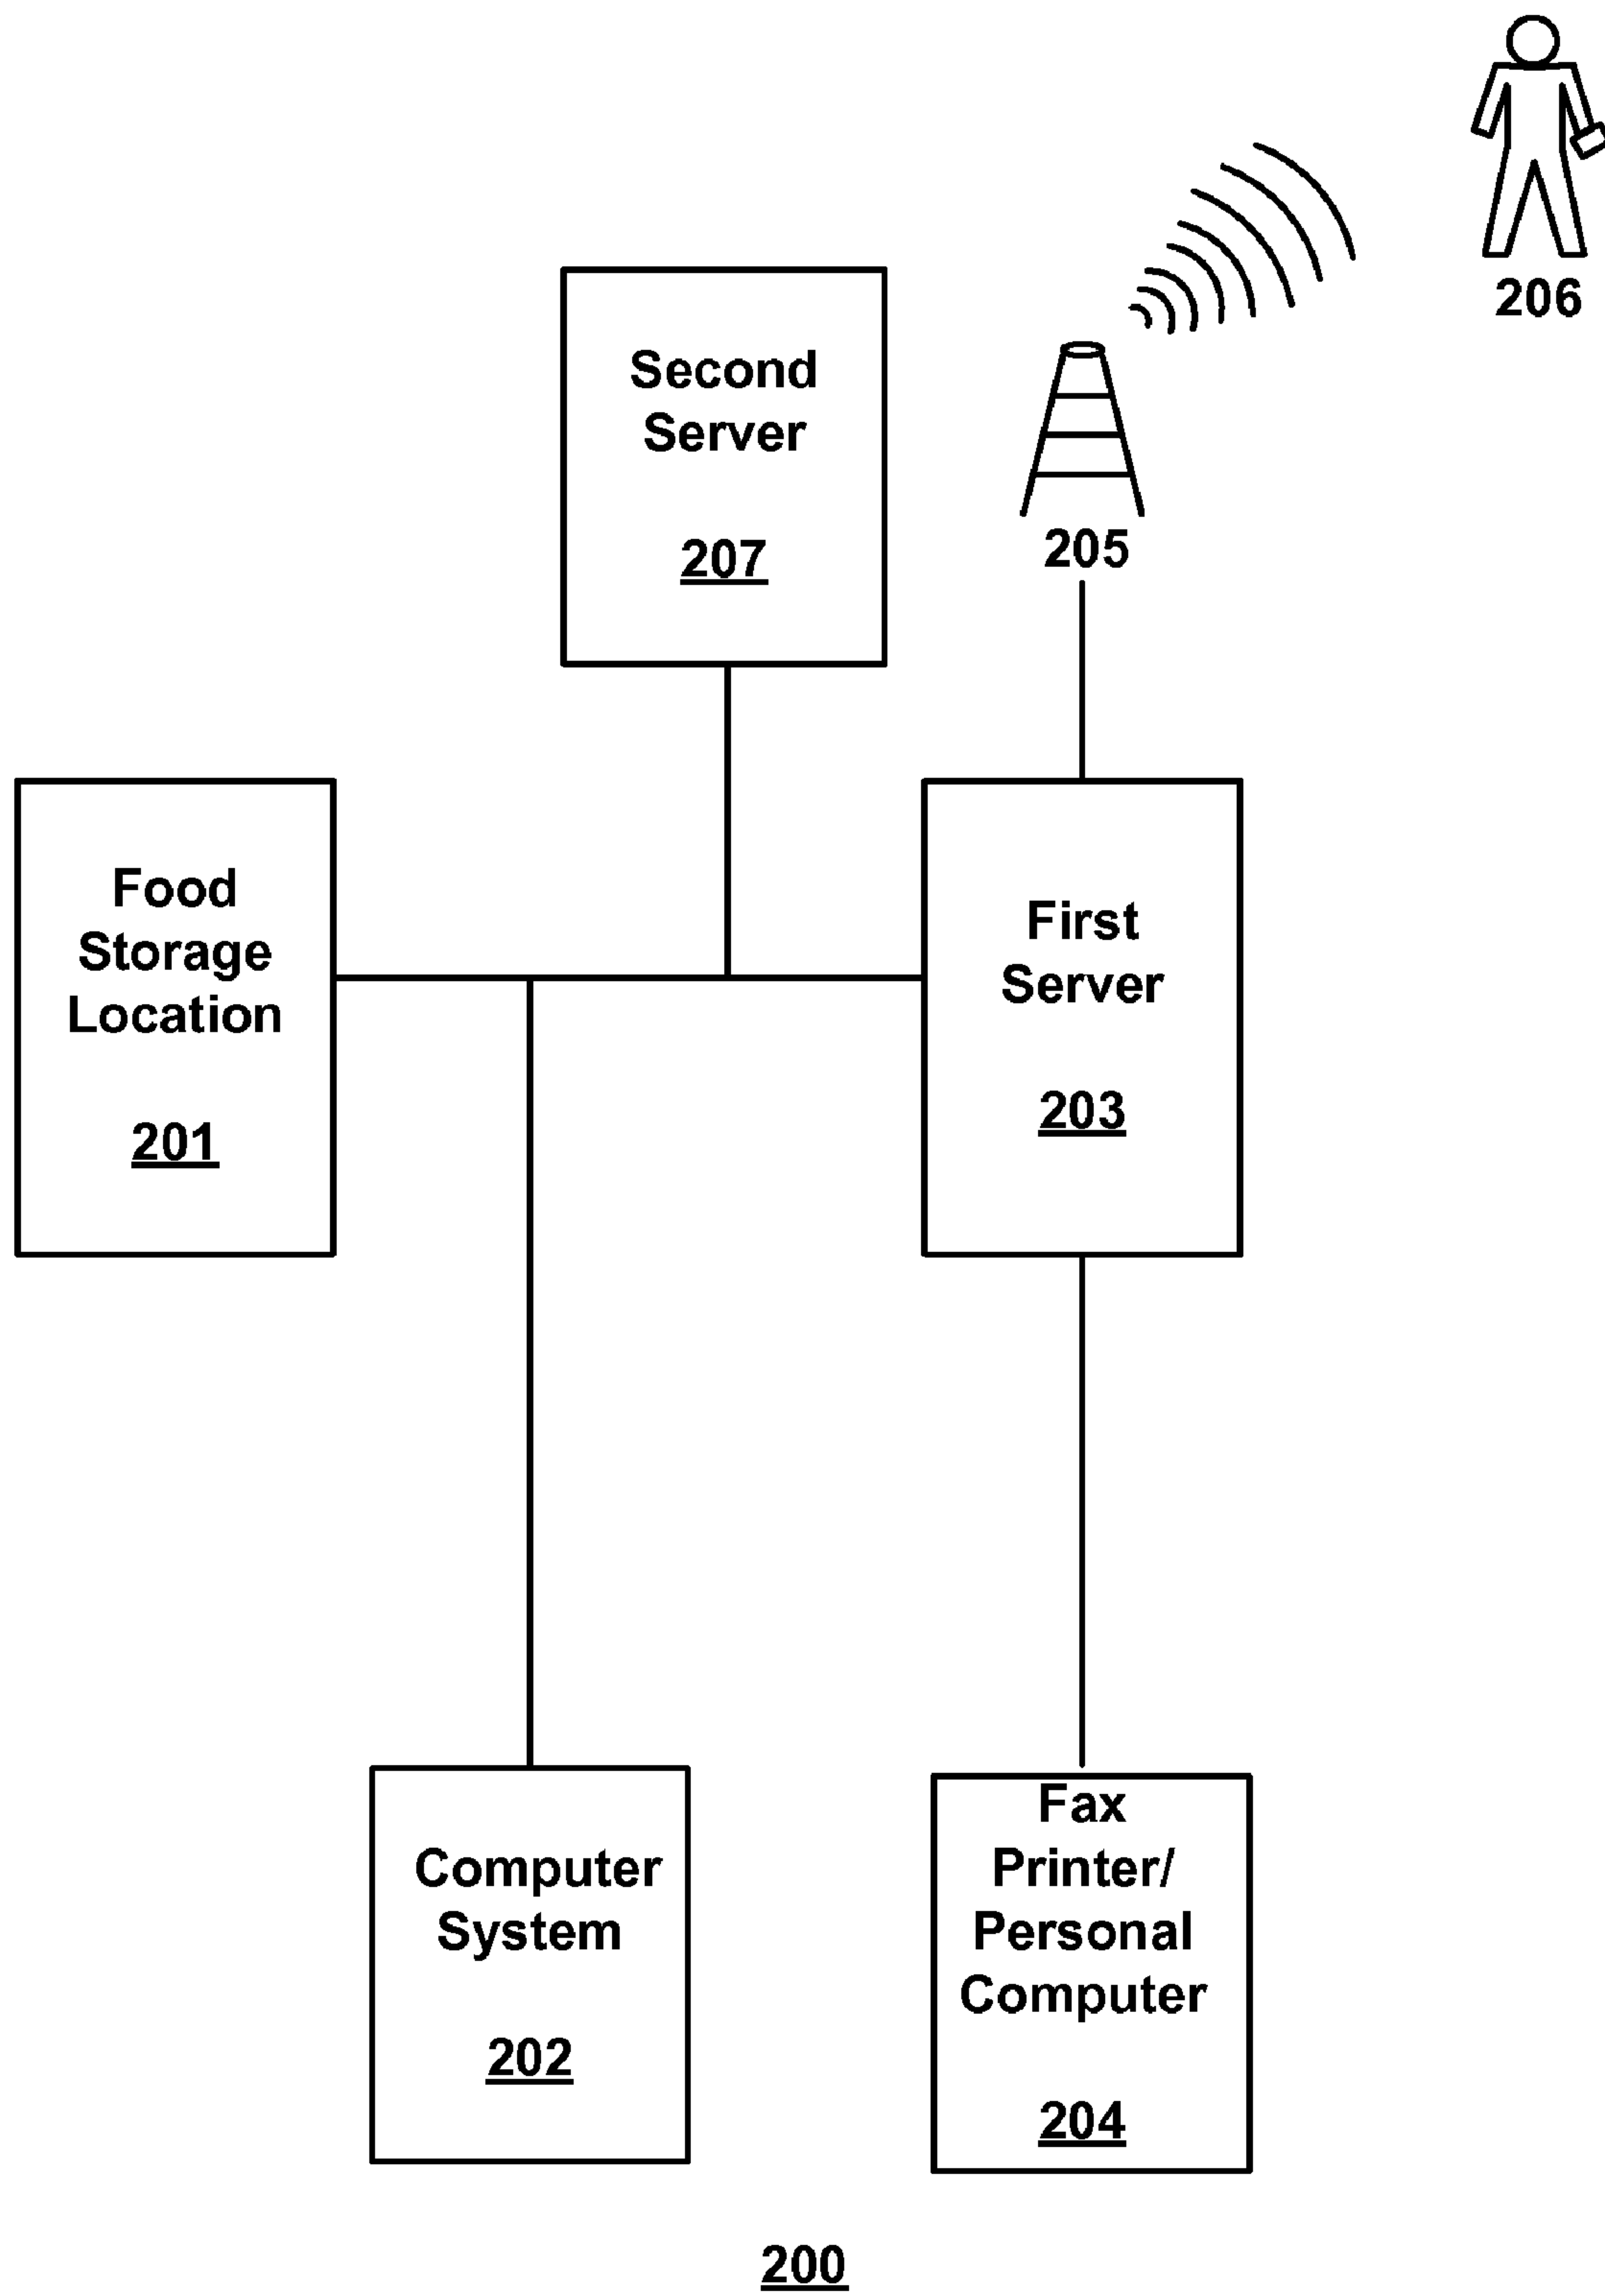 206
Second
Server
207
205
Food
Storage
Location
201
First
Server
203
Computer
System
202
Fax
Printer/
Personal
Computer
204
200